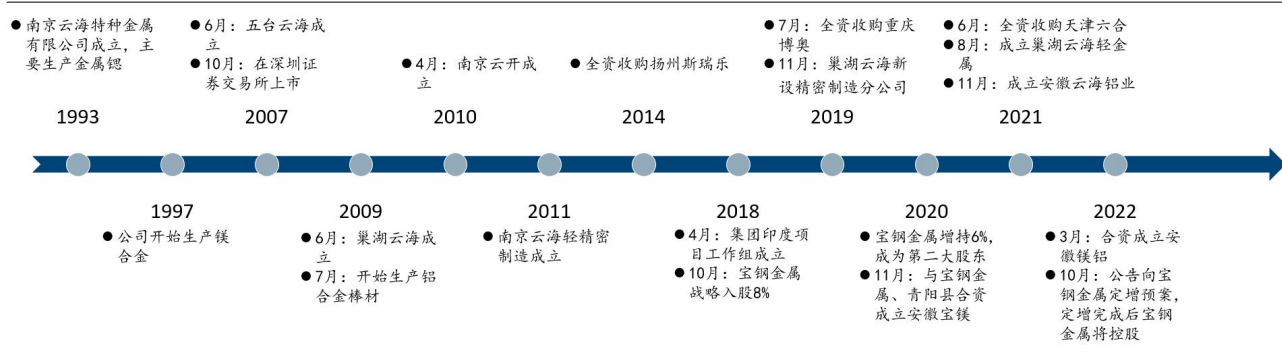 ● 南京云海特种金属
有限公司成立，主
要生产金属锶
1993
● 6月：五台云海成
立
● 10月：在深圳证
券交易所上市
2007
● 4月：南京云开成
立
2010
● 全资收购扬州斯瑞乐
2014
● 7月：全资收购重庆
博奥
● 11月：巢湖云海新
设精密制造分公司
2019
● 6月：全资收购天津六合
● 8月：成立巢湖云海轻金
属
● 11月：成立安徽云海铝业
2021
1997
● 公司开始生产镁
合金
2009
● 6月：巢湖云海成
立
● 7月：开始生产铝
合金棒材
2011
● 南京云海轻精密
制造成立
2018
● 4月：集团印度项
目工作组成立
● 10月：宝钢金属
战略入股8%
2020
● 宝钢金属增持6%，
成为第二大股东
● 11月：与宝钢金
属、青阳县合资
成立安徽宝镁
2022
● 3月：合资成立安
徽镁铝
● 10月：公告向宝
钢金属定增预案，
定增完成后宝钢
金属将控股